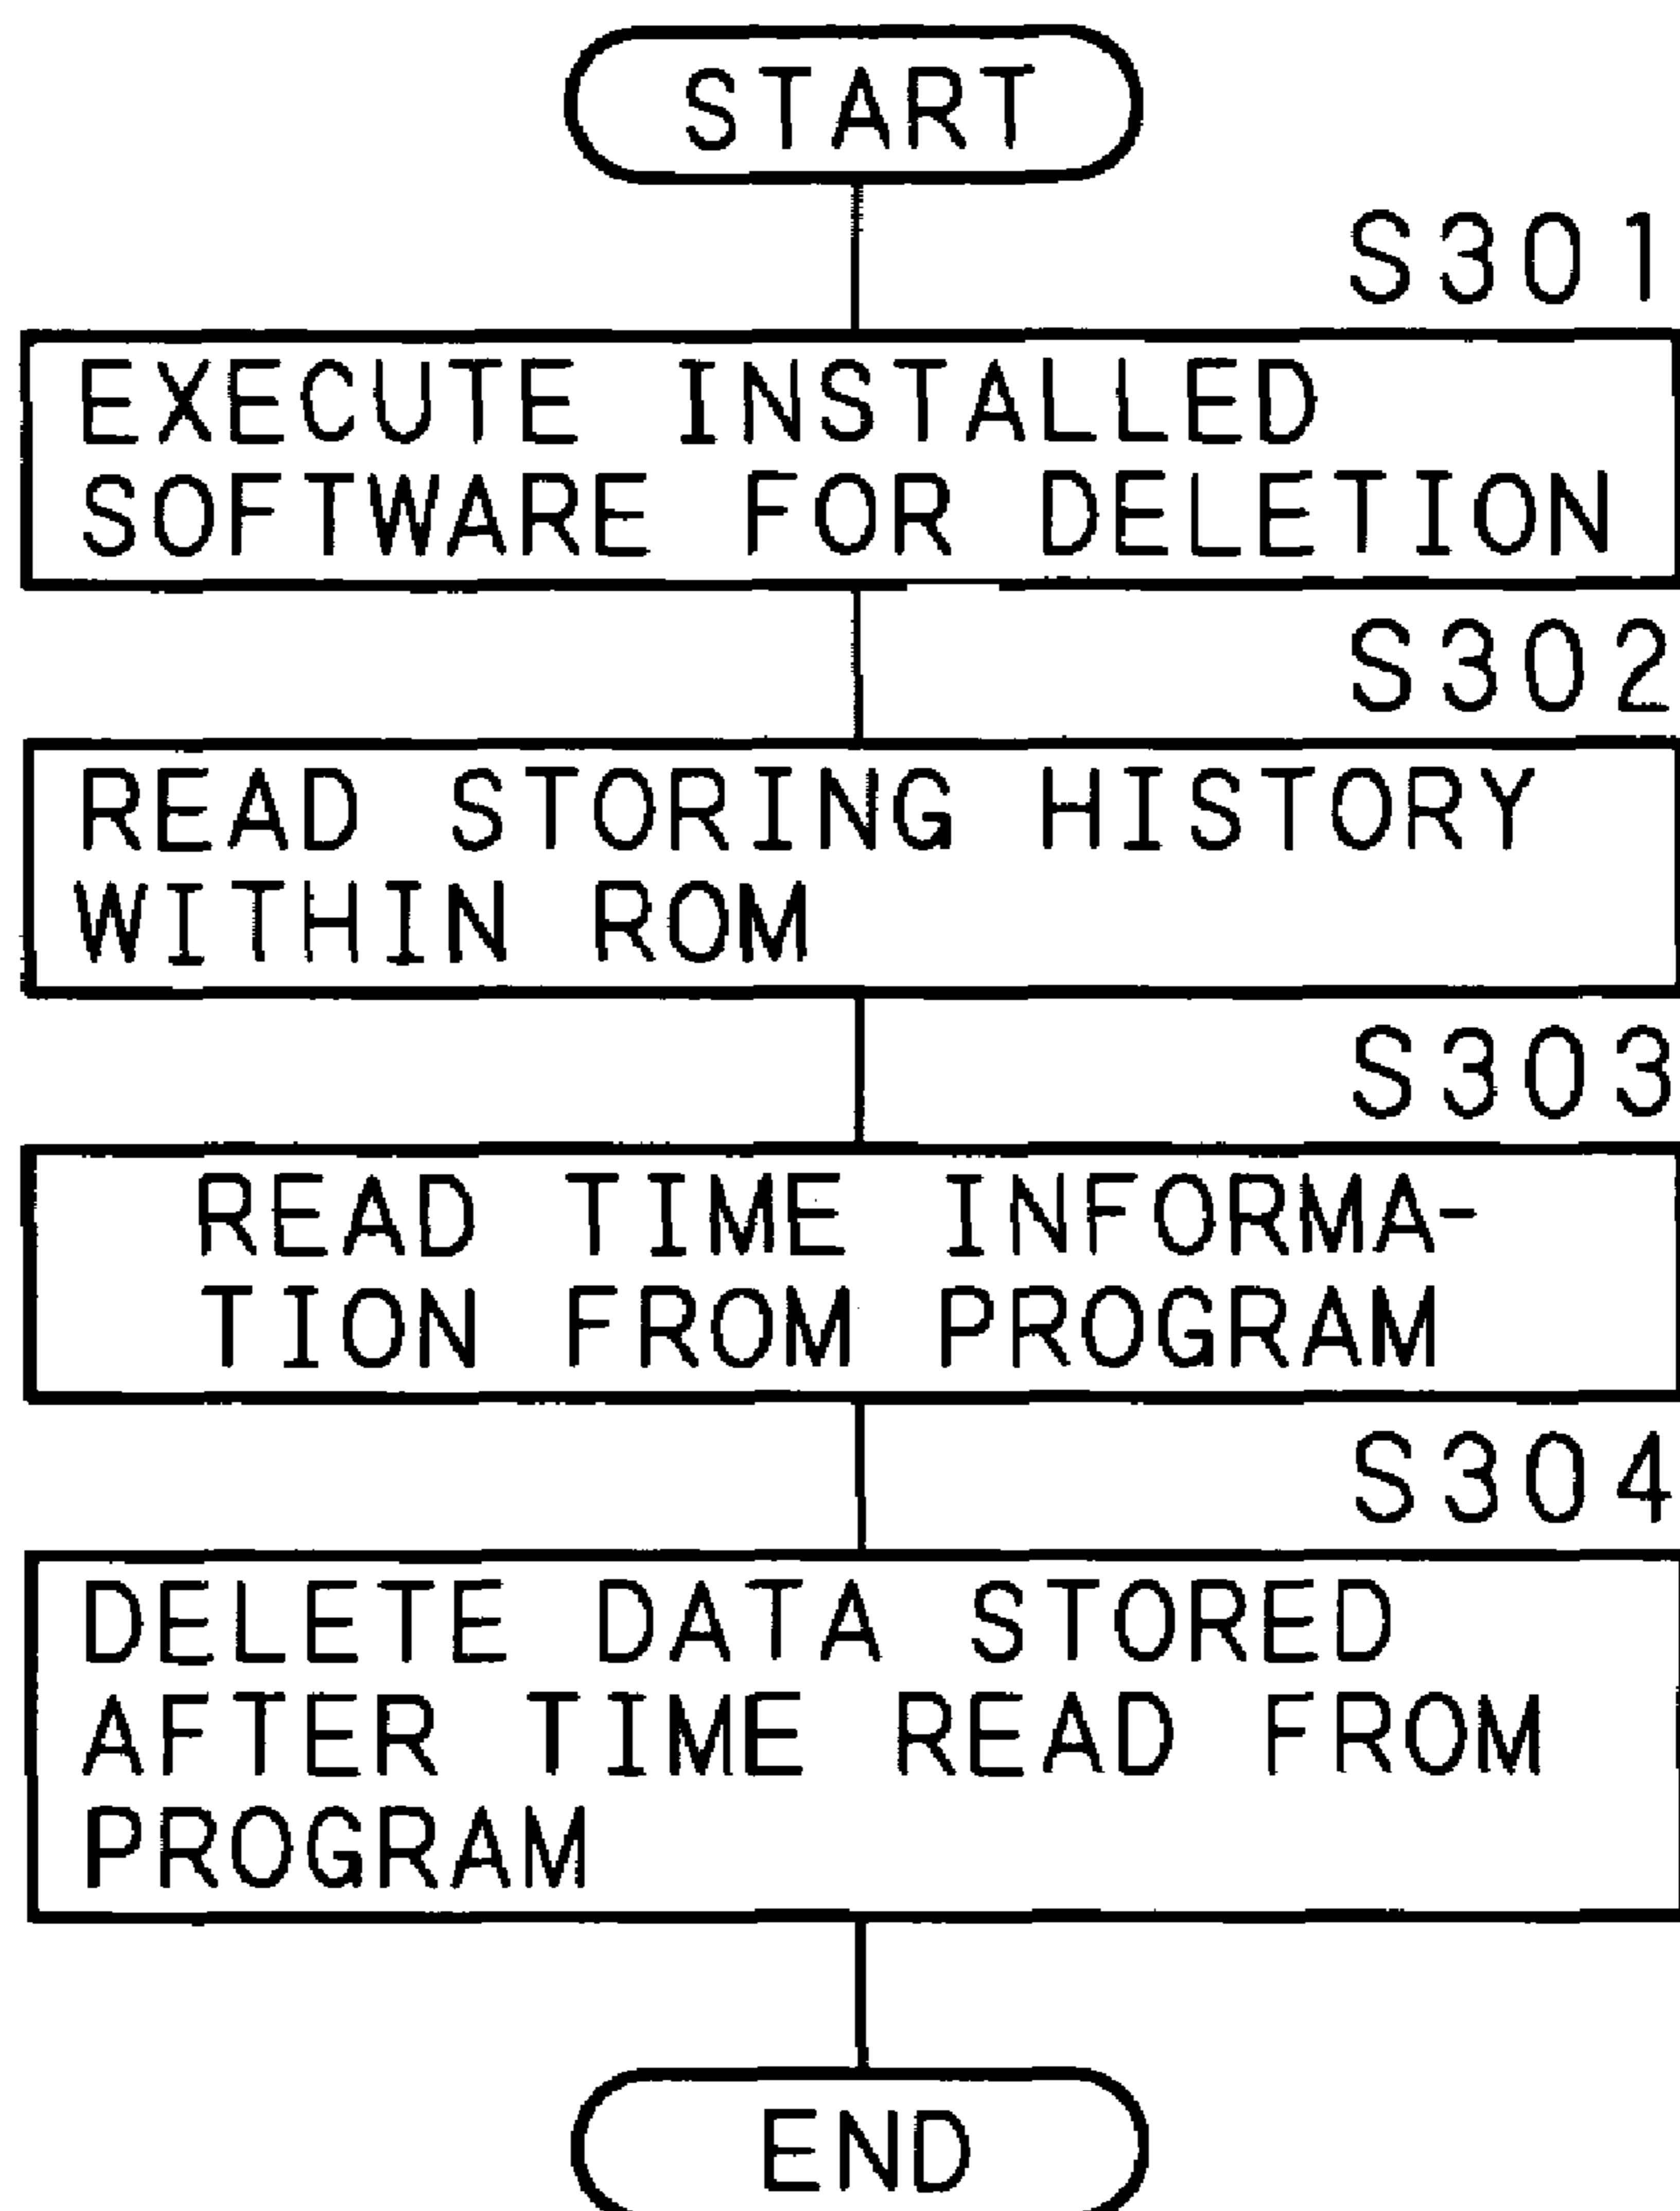 START
S301
EXECUTE INSTALLED
SOFTWARE FOR DELETION
S302
READ STORING HISTORY
WITHIN ROM
S303
READ TIME INFORMA-
TION FROM PROGRAM
S304
DELETE DATA STORED
AFTER TIME READ FROM
PROGRAM
END